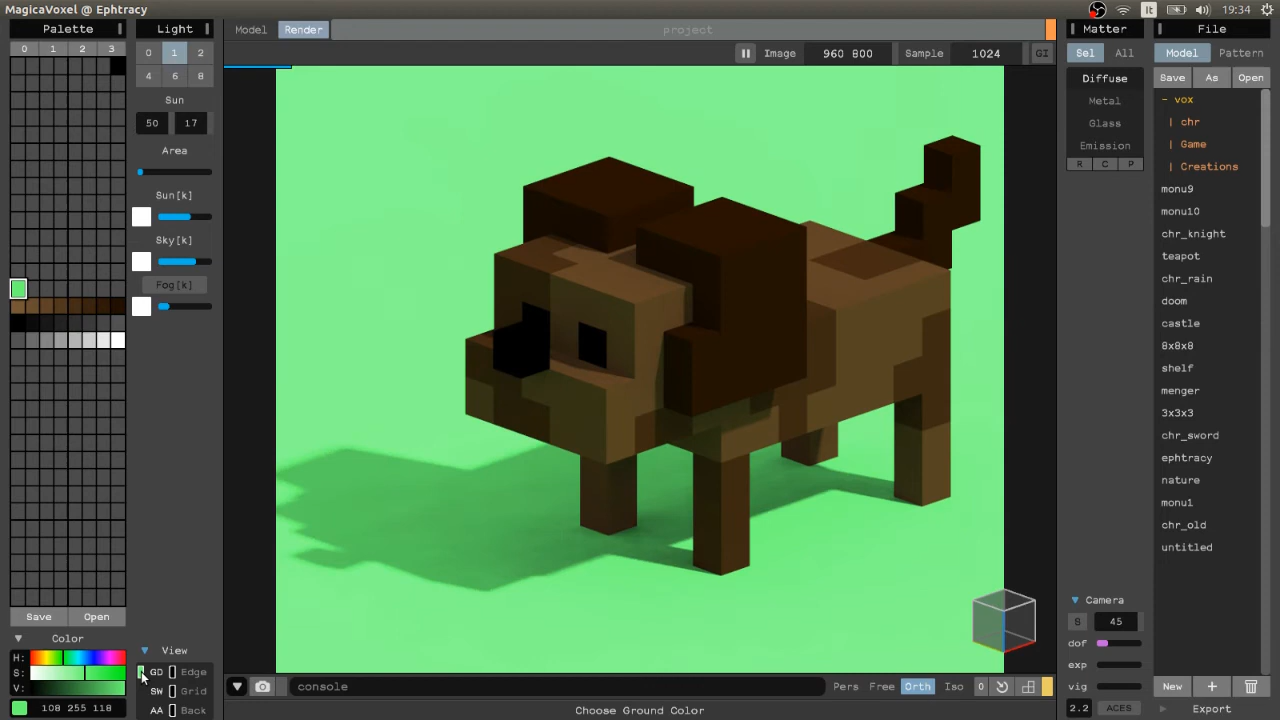 MagicaVoxel @ Ephtracy
It
19:34
Palette
Light
Model
Render
project
Matter
File
0 1 2 3
0 1 2
Image
960 800
Sample
1024
GI
Sel
All
Model
Pattern
4 6 8
Diffuse
Save
As
Open
Sun
Metal
- vox
50
17
Glass
| chr
Area
Emission
| Game
R C P
| Creations
Sun[k]
monu9
monu10
Sky[k]
chr_knight
teapot
Fog[k]
chr_rain
doom
castle
8x8x8
shelf
menger
3x3x3
chr_sword
ephtracy
nature
monu1
chr_old
untitled
Camera
S
45
Save
Open
Color
View
dof
H:
S:
V:
GD
Edge
exp
SW
Grid
console
Pers
Free
Orth
Iso
0
vig
New
+
108 255 118
AA
Back
Choose Ground Color
2.2
ACES
Export